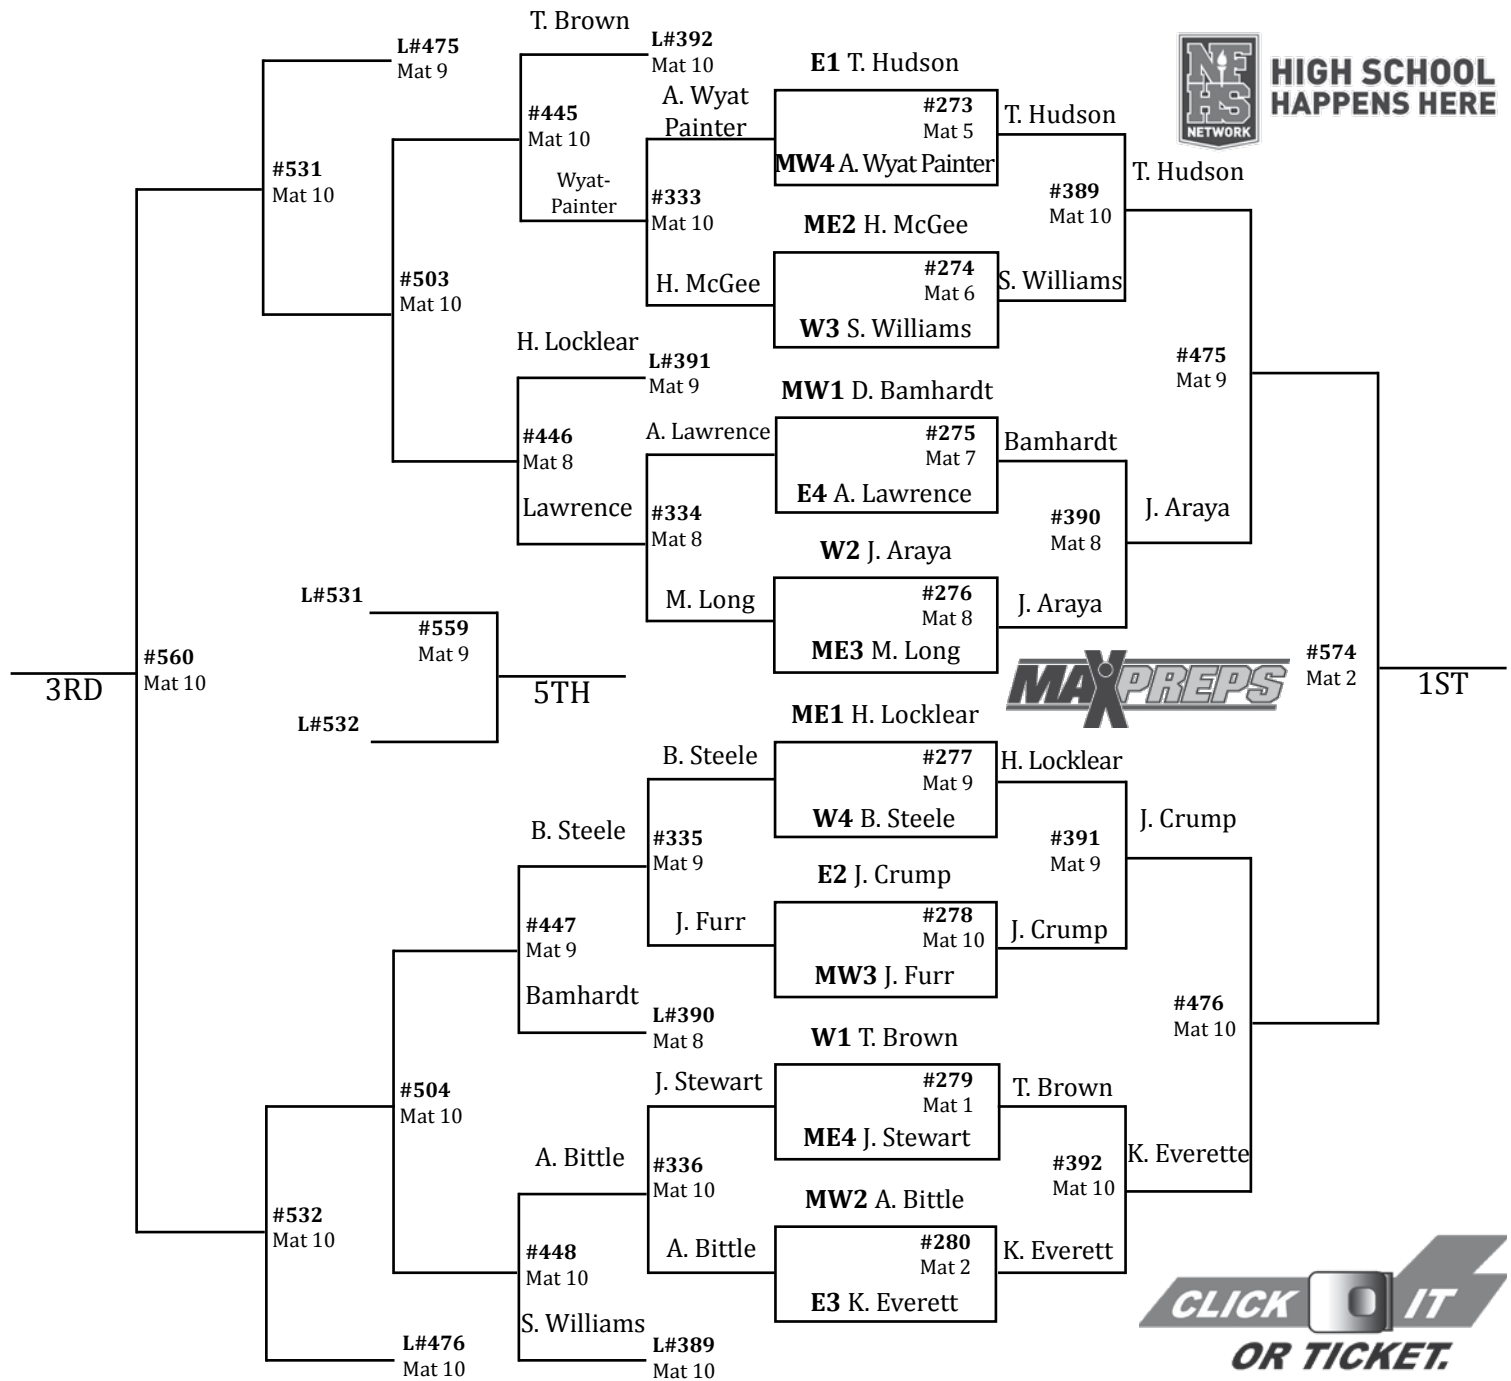 T. Brown
L#475
Mat 9
L#392
Mat 10
E1 T. Hudson
HIGH SCHOOL
HAPPENS HERE
NFHS
NETWORK
A. Wyat
Painter
#273
Mat 5
T. Hudson
#445
Mat 10
MW4 A. Wyat Painter
T. Hudson
#531
Mat 10
Wyat-
Painter
#333
Mat 10
#389
Mat 10
ME2 H. McGee
#503
Mat 10
H. McGee
#274
Mat 6
S. Williams
W3 S. Williams
H. Locklear
L#391
Mat 9
#475
Mat 9
MW1 D. Bamhardt
A. Lawrence
#275
Mat 7
Bamhardt
#446
Mat 8
E4 A. Lawrence
Lawrence
#334
Mat 8
#390
Mat 8
J. Araya
W2 J. Araya
L#531
M. Long
#276
Mat 8
J. Araya
#559
Mat 9
ME3 M. Long
#560
Mat 10
#574
Mat 2
3RD
5TH
MAXPREPS
1ST
L#532
ME1 H. Locklear
B. Steele
#277
Mat 9
H. Locklear
B. Steele
W4 B. Steele
J. Crump
#335
Mat 9
#391
Mat 9
E2 J. Crump
#447
Mat 9
J. Furr
#278
Mat 10
J. Crump
MW3 J. Furr
Bamhardt
L#390
Mat 8
#476
Mat 10
W1 T. Brown
#504
Mat 10
J. Stewart
#279
Mat 1
T. Brown
ME4 J. Stewart
A. Bittle
#336
Mat 10
#392
Mat 10
K. Everette
MW2 A. Bittle
#532
Mat 10
#448
Mat 10
A. Bittle
#280
Mat 2
K. Everett
E3 K. Everett
S. Williams
L#476
Mat 10
L#389
Mat 10
CLICK IT
OR TICKET.